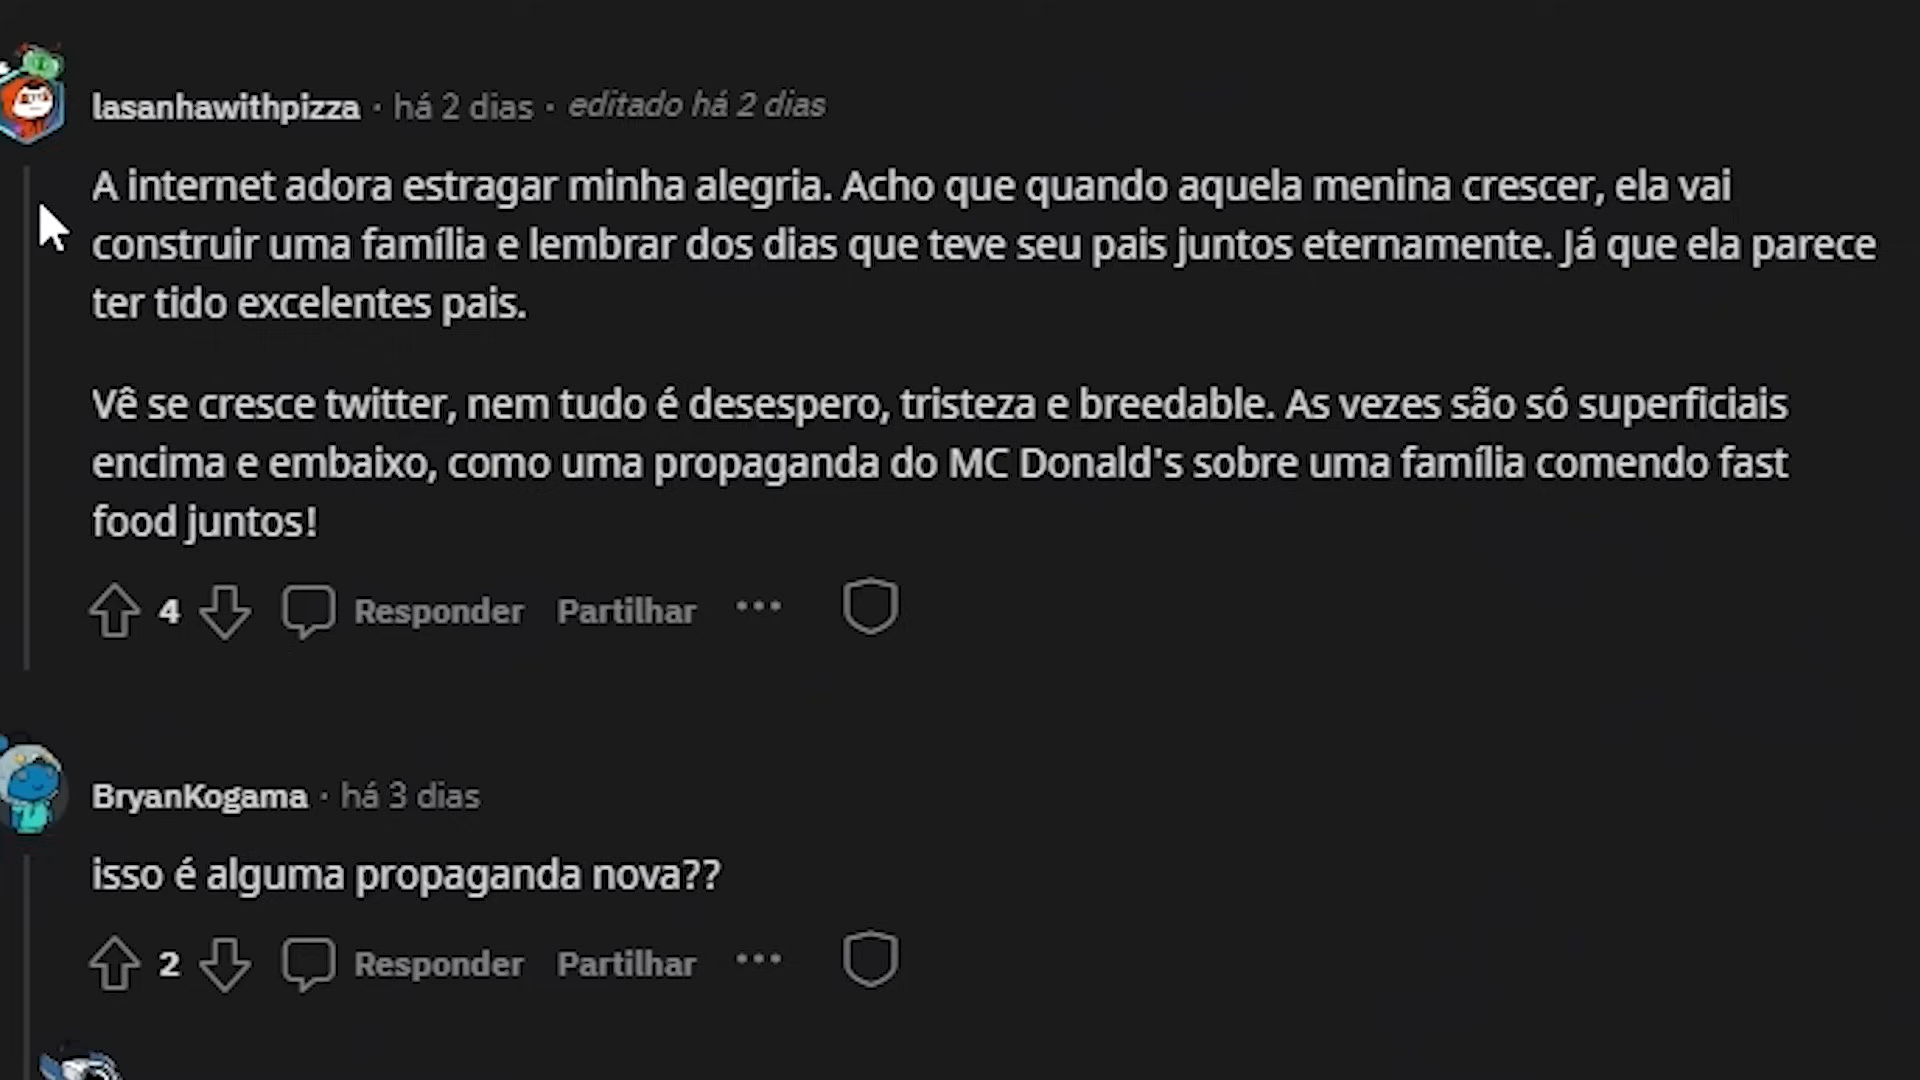 lasanhawithpizza · há 2 dias · editado há 2 dias
A internet adora estragar minha alegria. Acho que quando aquela menina crescer, ela vai
construir uma família e lembrar dos dias que teve seu pais juntos eternamente. Já que ela parece
ter tido excelentes pais.
Vê se cresce twitter, nem tudo é desespero, tristeza e breedable. As vezes são só superficiais
encima e embaixo, como uma propaganda do MC Donald's sobre uma família comendo fast
food juntos!
4 Responder Partilhar ···
BryanKogama · há 3 dias
isso é alguma propaganda nova??
2 Responder Partilhar ···